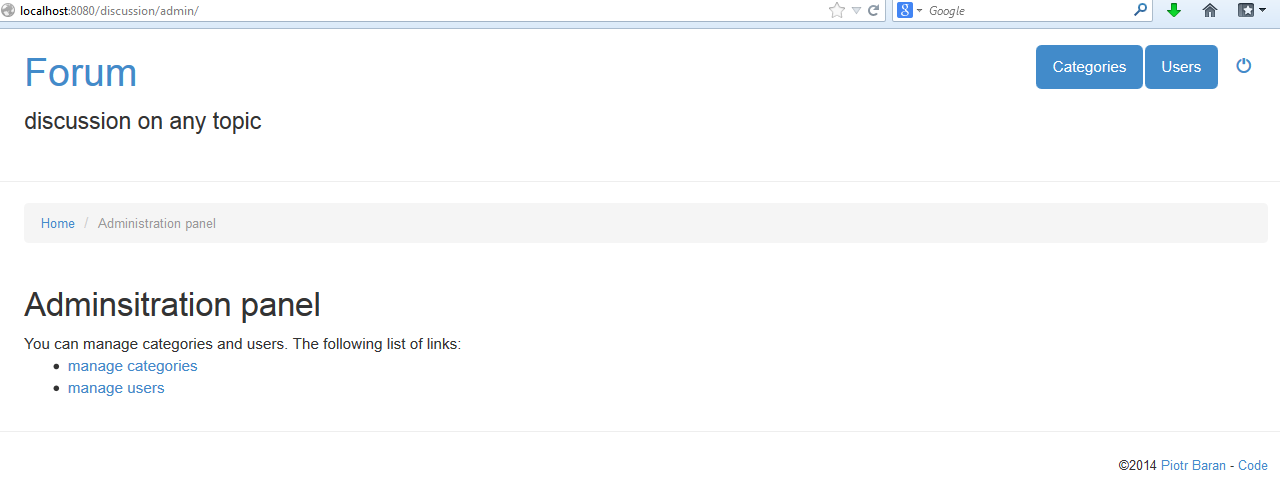 localhost:8080/discussion/admin/
Google
Forum
Categories Users
discussion on any topic
Home / Administration panel
Adminsitration panel
You can manage categories and users. The following list of links:
• manage categories
• manage users
©2014 Piotr Baran - Code